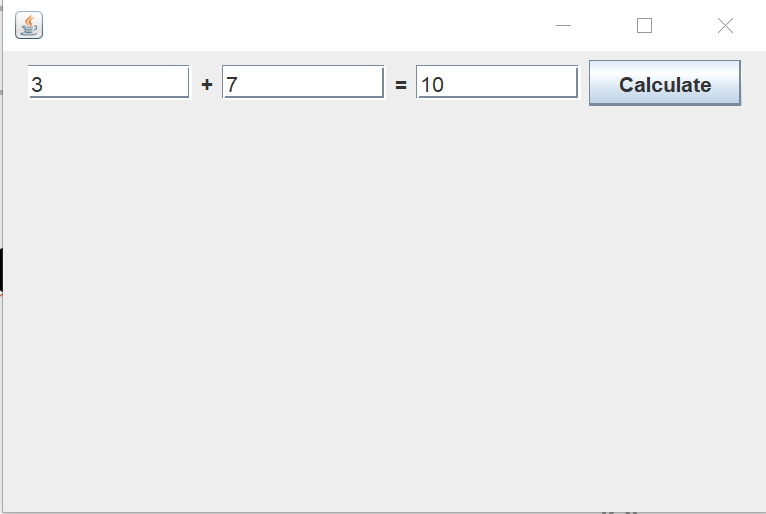 3 + 7 = 10 Calculate